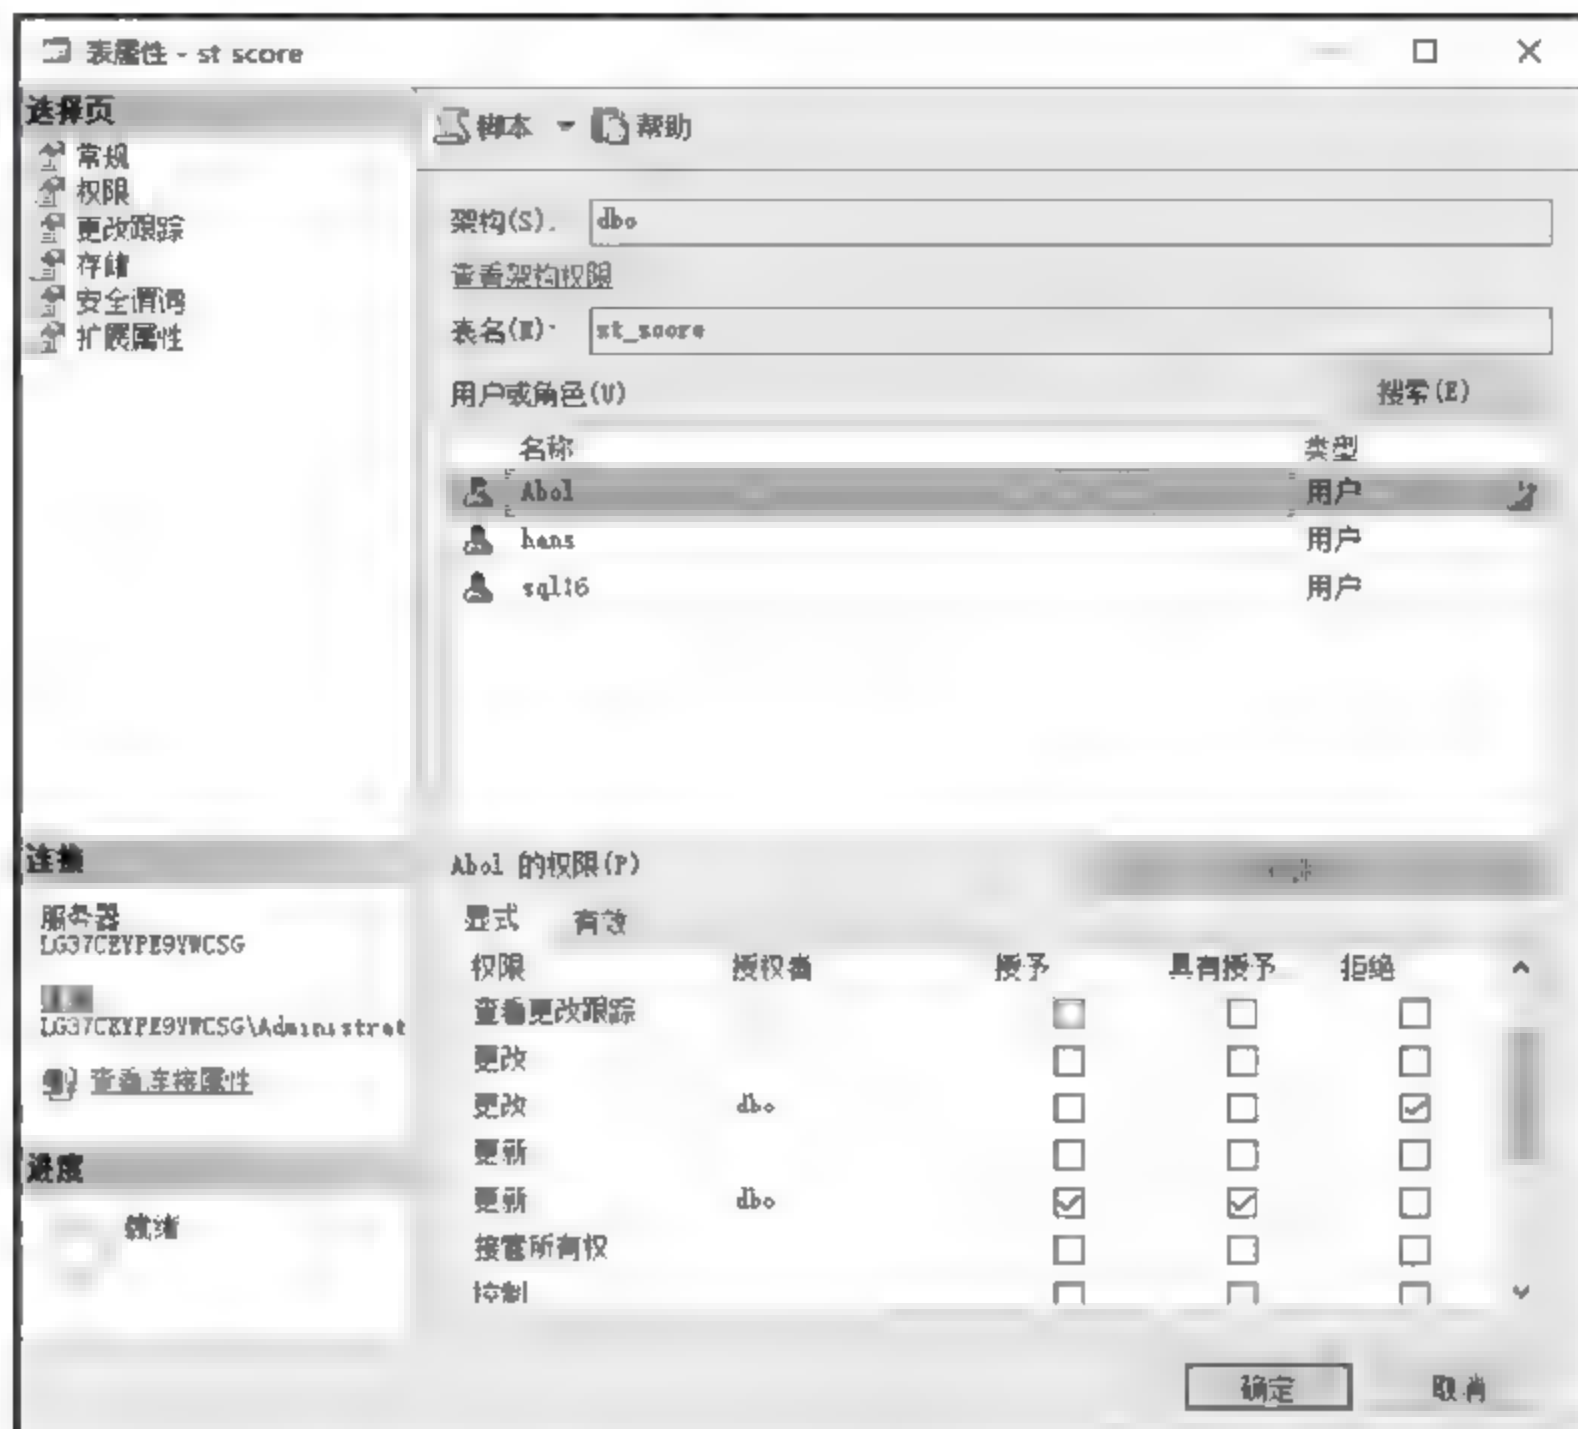 表属性 - st score
选择页
常规
权限
更改跟踪
存储
安全谓词
扩展属性
脚本 帮助
架构(S):
dbo
查看架构权限
表名(N):
st_score
用户或角色(U)
搜索(E)
名称 类型
Abol 用户
hans 用户
sql16 用户
连接
服务器
LG37CEYPE9YWCSG
LG37CEYPE9YWCSG\Administrat
查看连接属性
进度
就绪
Abol 的权限(P)
显式 有效
权限 授权者 授予 具有授予 拒绝
查看更改跟踪
更改
更改 dbo
更新
更新 dbo
接管所有权
控制
确定 取消